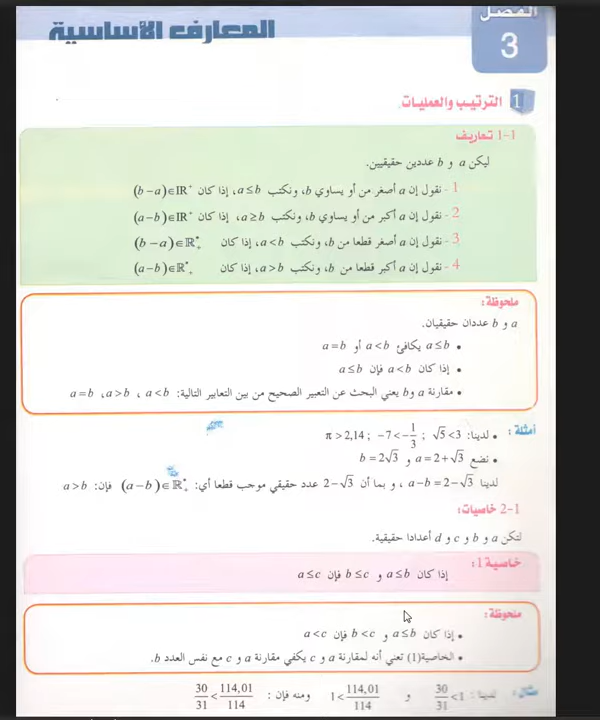 الفصل
3
المعارف الأساسية
1 الترتيب والعمليات.
1-1 تعاريف
ليكن a و b عددين حقيقيين.
1 - نقول إن a أصغر من أو يساوي b، ونكتب a≤b، إذا كان (b−a)∈IR⁺
2 - نقول إن a أكبر من أو يساوي b، ونكتب a≥b، إذا كان (a−b)∈IR⁺
3 - نقول إن a أصغر قطعا من b، ونكتب a<b، إذا كان (b−a)∈ℝ*₊
4 - نقول إن a أكبر قطعا من b، ونكتب a>b، إذا كان (a−b)∈ℝ*₊
ملحوظة:
a و b عددان حقيقيان.
• a≤b يكافئ a<b أو a=b
• إذا كان a<b فإن a≤b
• مقارنة a و b يعني البحث عن التعبير الصحيح من بين التعابير التالية: a<b ، a>b، a=b
أمثلة:
• لدينا: √5<3 ; −7<−1/3 ; π>2,14
• نضع a=2+√3 و b=2√3
لدينا a−b=2−√3 ، و بما أن 2−√3 عدد حقيقي موجب قطعا أي: (a−b)∈ℝ*₊ فإن: a>b
2-1 خاصيات:
لتكن a و b و c و d أعدادا حقيقية.
خاصية 1:
إذا كان a≤b و b≤c فإن a≤c
ملحوظة:
• إذا كان a≤b و b<c فإن a<c
• الخاصية(1) تعني أنه لمقارنة a و c يكفي مقارنة a و c مع نفس العدد b.
مثال: لدينا: 30/31<1 و 1<114,01/114 ومنه فإن: 30/31<114,01/114